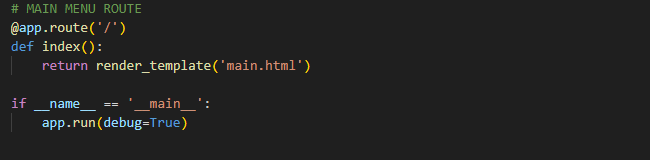 # MAIN MENU ROUTE
@app.route('/')
def index():
    return render_template('main.html')

if __name__ == '__main__':
    app.run(debug=True)